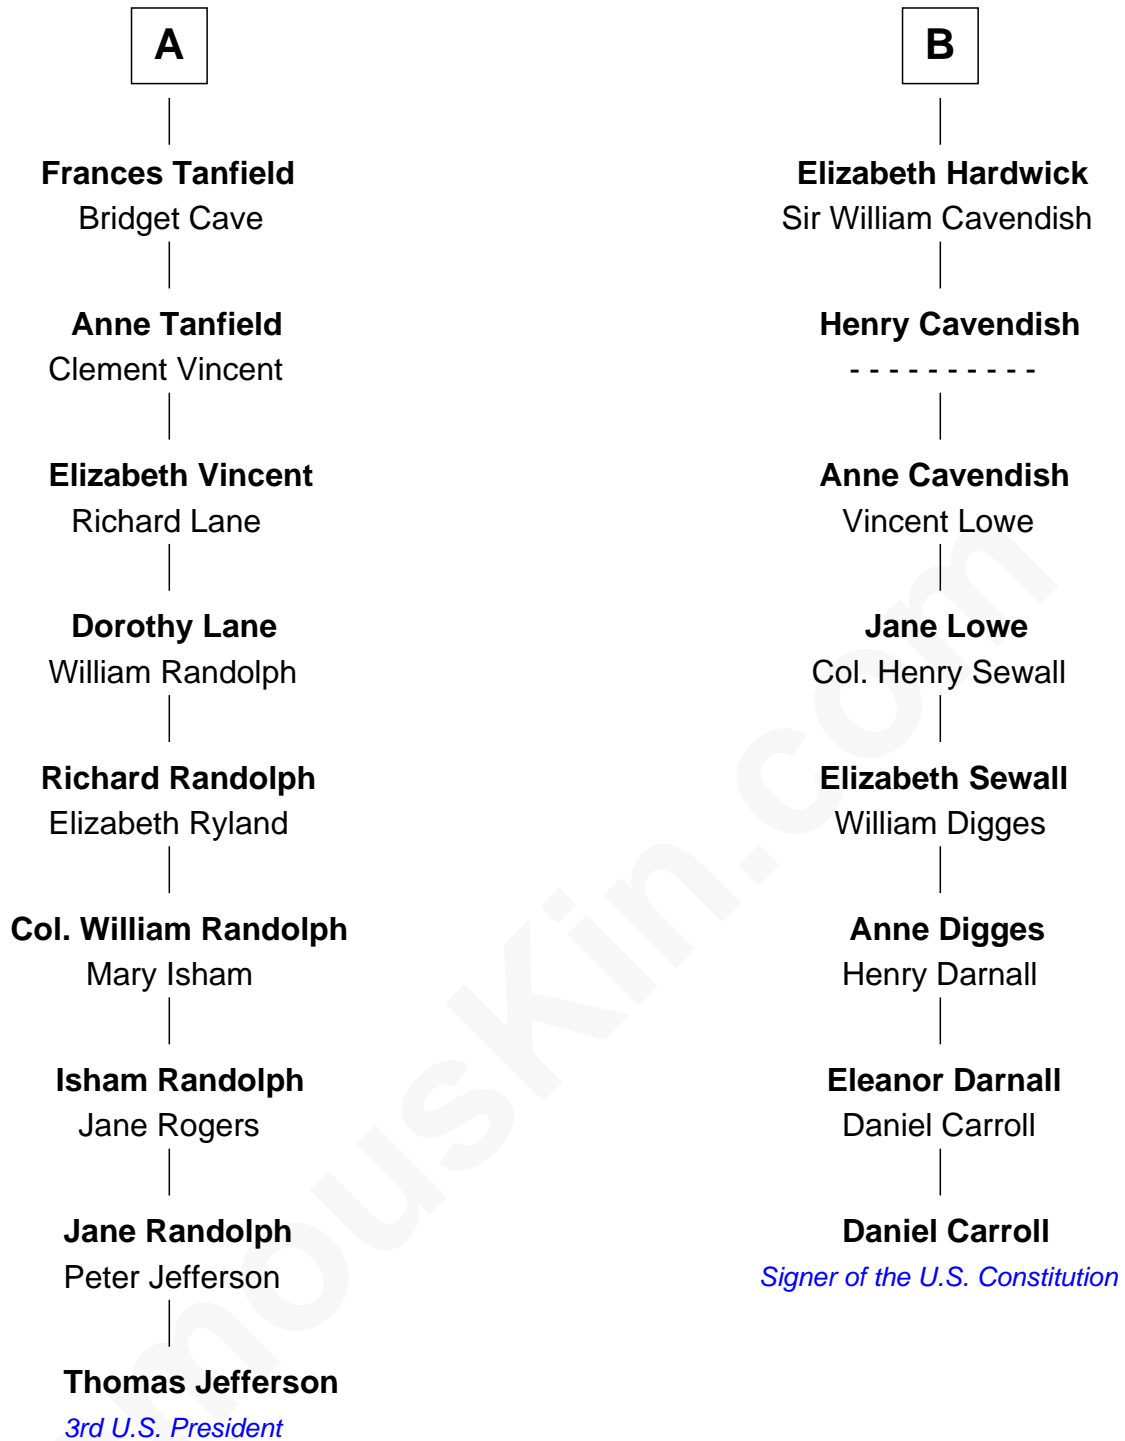 A
Frances Tanfield
Bridget Cave
Anne Tanfield
Clement Vincent
Elizabeth Vincent
Richard Lane
Dorothy Lane
William Randolph
Richard Randolph
Elizabeth Ryland
Col. William Randolph
Mary Isham
Isham Randolph
Jane Rogers
Jane Randolph
Peter Jefferson
Thomas Jefferson
3rd U.S. President
B
Elizabeth Hardwick
Sir William Cavendish
Henry Cavendish
- - - - - - - - - -
Anne Cavendish
Vincent Lowe
Jane Lowe
Col. Henry Sewall
Elizabeth Sewall
William Digges
Anne Digges
Henry Darnall
Eleanor Darnall
Daniel Carroll
Daniel Carroll
Signer of the U.S. Constitution
mousKin.com